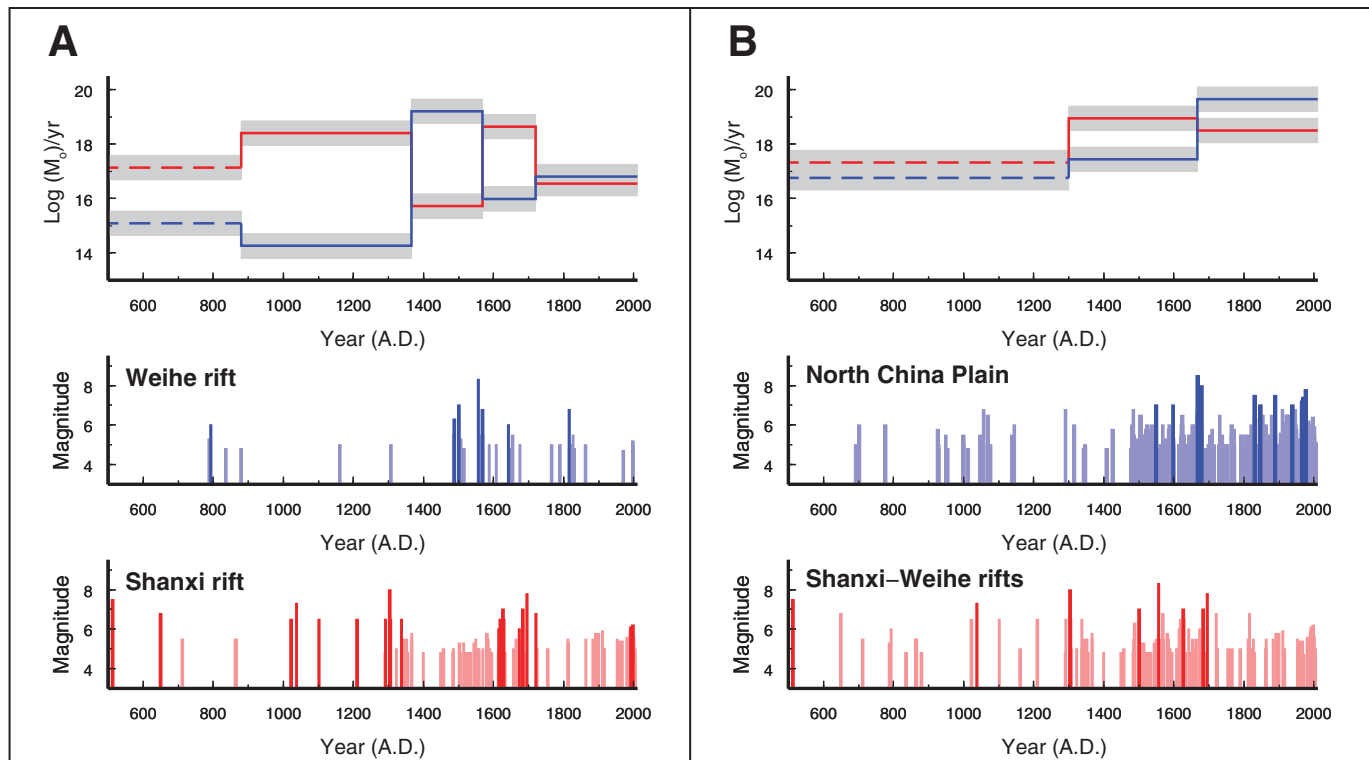 A
Log (Mo)/yr
20
18
16
14
600 800 1000 1200 1400 1600 1800 2000
Year (A.D.)
Weihe rift
Magnitude
8
6
4
600 800 1000 1200 1400 1600 1800 2000
Year (A.D.)
Shanxi rift
Magnitude
8
6
4
600 800 1000 1200 1400 1600 1800 2000
Year (A.D.)
B
Log (Mo)/yr
20
18
16
14
600 800 1000 1200 1400 1600 1800 2000
Year (A.D.)
North China Plain
Magnitude
8
6
4
600 800 1000 1200 1400 1600 1800 2000
Year (A.D.)
Shanxi–Weihe rifts
Magnitude
8
6
4
600 800 1000 1200 1400 1600 1800 2000
Year (A.D.)